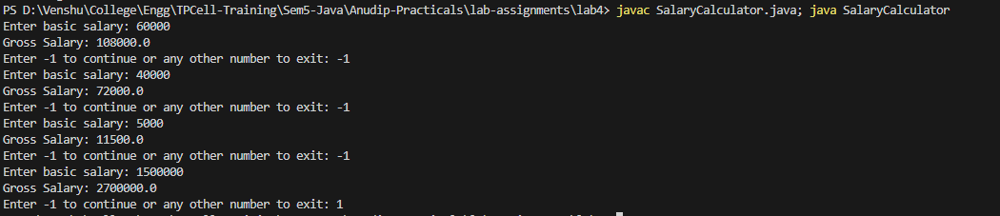 PS D:\Venshu\College\Engg\TPCell-Training\Sem5-Java\Anudip-Practicals\lab-assignments\lab4> javac SalaryCalculator.java; java SalaryCalculator
Enter basic salary: 60000
Gross Salary: 108000.0
Enter -1 to continue or any other number to exit: -1
Enter basic salary: 40000
Gross Salary: 72000.0
Enter -1 to continue or any other number to exit: -1
Enter basic salary: 5000
Gross Salary: 11500.0
Enter -1 to continue or any other number to exit: -1
Enter basic salary: 1500000
Gross Salary: 2700000.0
Enter -1 to continue or any other number to exit: 1